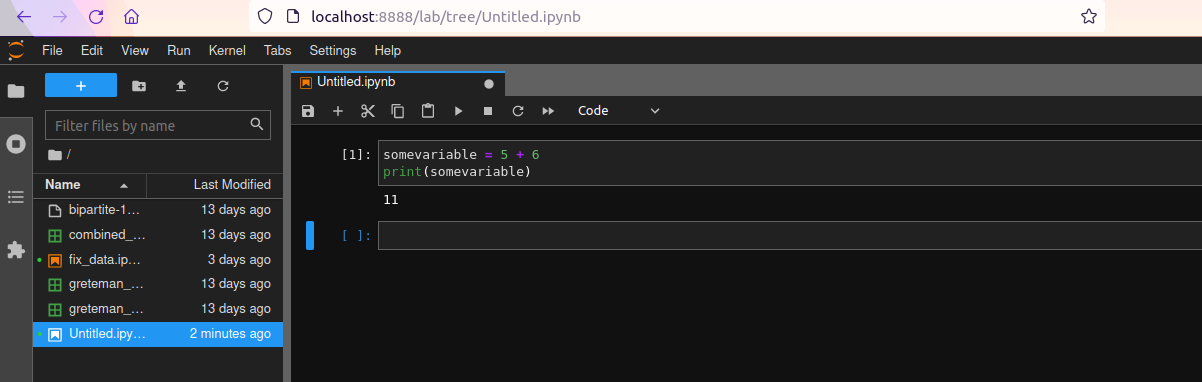 localhost:8888/lab/tree/Untitled.ipynb
File Edit View Run Kernel Tabs Settings Help
Filter files by name
/
Name Last Modified
bipartite-1... 13 days ago
combined_... 13 days ago
fix_data.ip... 3 days ago
greteman_... 13 days ago
greteman_... 13 days ago
Untitled.ipy... 2 minutes ago
Untitled.ipynb
Code
[1]: somevariable = 5 + 6
print(somevariable)
11
[ ]: